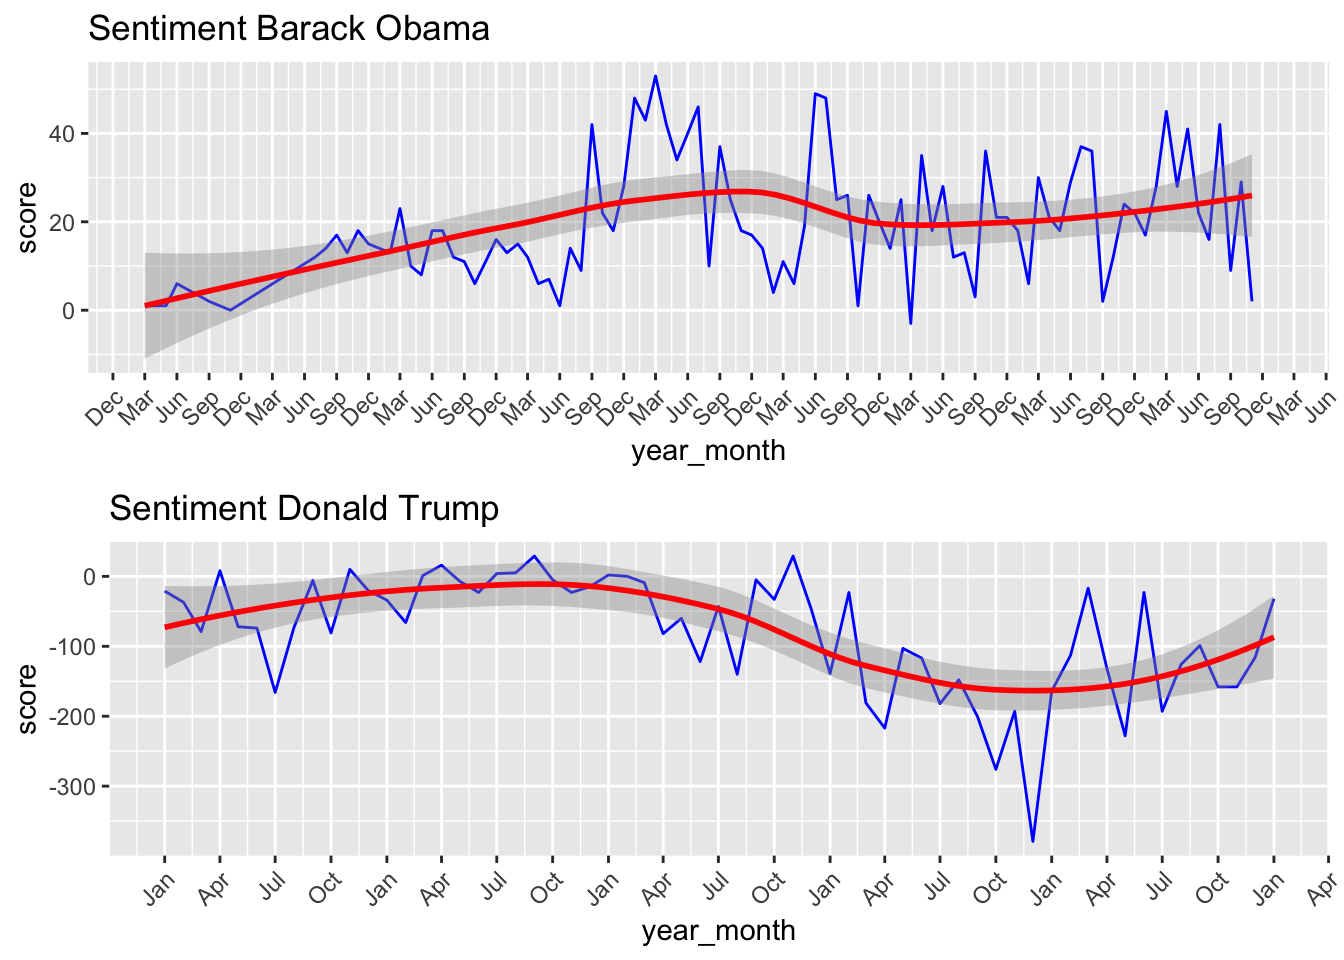 Sentiment Barack Obama
score
40
20
0
Dec Mar Jun Sep Dec Mar Jun Sep Dec Mar Jun Sep Dec Mar Jun Sep Dec Mar Jun Sep Dec Mar Jun Sep Dec Mar Jun Sep Dec Mar Jun Sep Dec Mar Jun Sep Dec Mar Jun
year_month
Sentiment Donald Trump
score
0
-100
-200
-300
Jan Apr Jul Oct Jan Apr Jul Oct Jan Apr Jul Oct Jan Apr Jul Oct Jan Apr Jul Oct Jan Apr
year_month